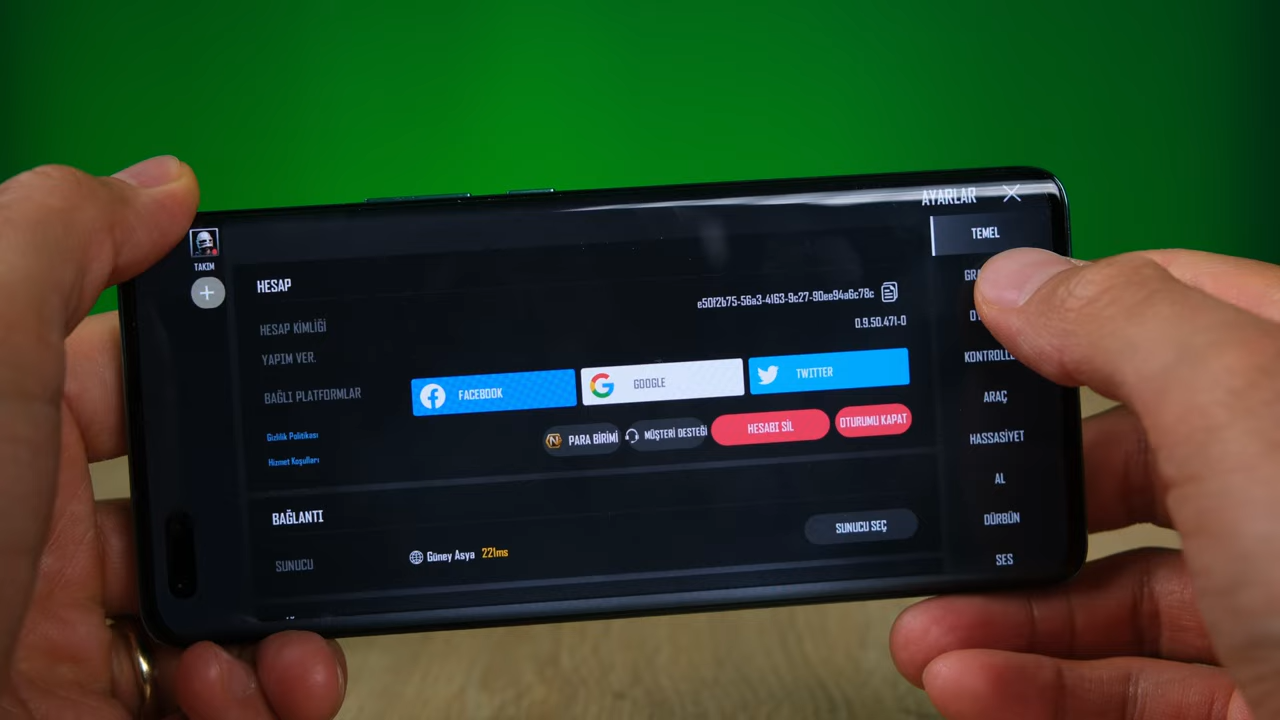 AYARLAR
TAKIM
TEMEL
HESAP
HESAP KİMLİĞİ
e50f2b75-56a3-4163-9c27-90ee94a6c78c
YAPIM VER.
0.9.50.471-0
BAĞLI PLATFORMLAR
FACEBOOK
GOOGLE
TWITTER
Gizlilik Politikası
Hizmet Koşulları
PARA BİRİMİ
MÜŞTERİ DESTEĞİ
HESABI SİL
OTURUMU KAPAT
BAĞLANTI
SUNUCU
Güney Asya 221ms
SUNUCU SEÇ
ARAÇ
HASSASİYET
AL
DÜRBÜN
SES